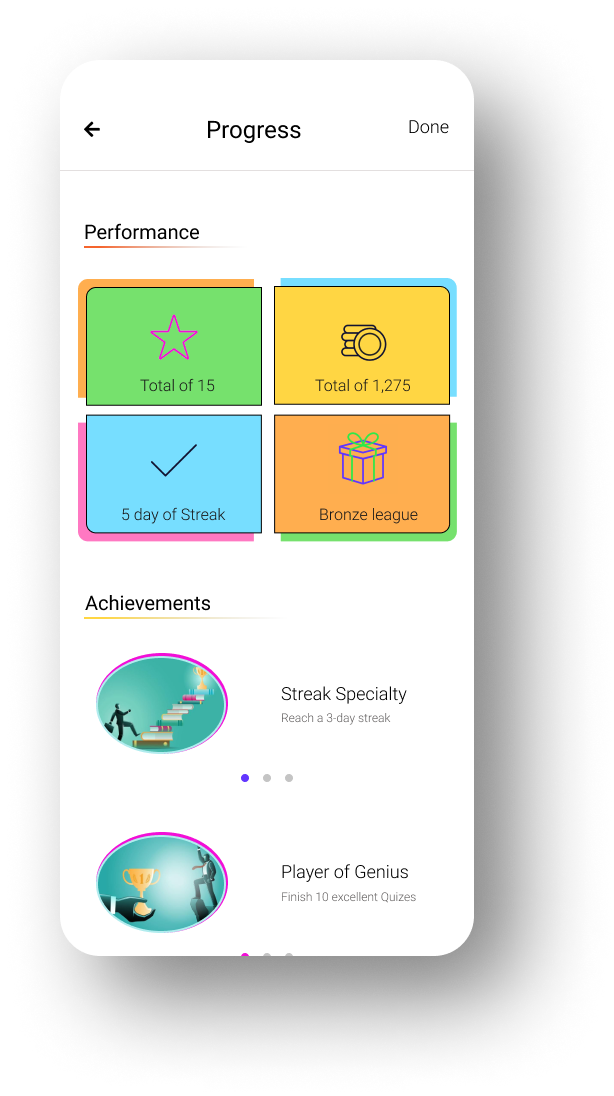 Progress
Done
Performance
Total of 15
Total of 1,275
5 day of Streak
Bronze league
Achievements
Streak Specialty
Reach a 3-day streak
Player of Genius
Finish 10 excellent Quizes